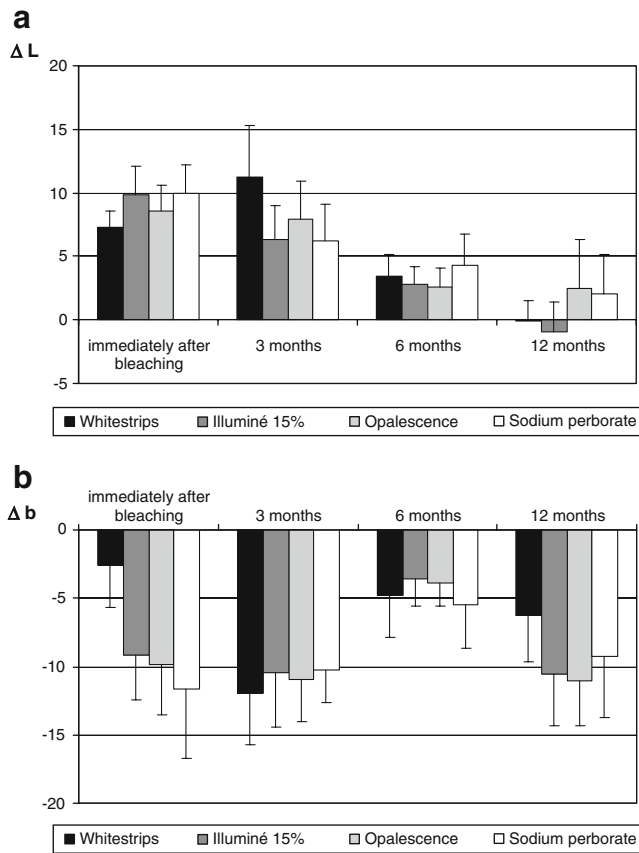 a
Δ L
20
15
10
5
0
-5
immediately after
bleaching
3 months
6 months
12 months
Whitestrips
Illuminé 15%
Opalescence
Sodium perborate
b
Δ b
immediately after
bleaching
3 months
6 months
12 months
0
-5
-10
-15
-20
Whitestrips
Illuminé 15%
Opalescence
Sodium perborate